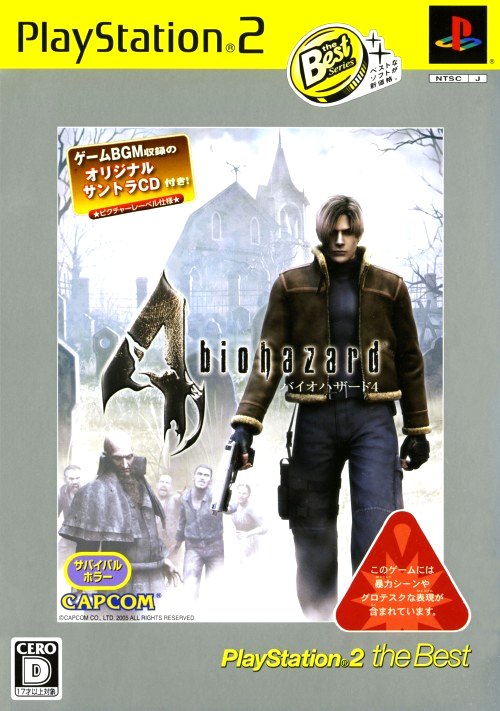 PlayStation®2
the
Best
Series
ベストな
ソフトが
新価格。
NTSC J
ゲームBGM収録の
オリジナル
サントラCD 付き!
★ピクチャーレーベル仕様★
4
biohazard
バイオハザード4
サバイバル
ホラー
CAPCOM®
©CAPCOM CO., LTD. 2005 ALL RIGHTS RESERVED.
このゲームには
暴力シーンや
グロテスクな表現が
含まれています。
PlayStation®2 the Best
CERO
D
17才以上対象